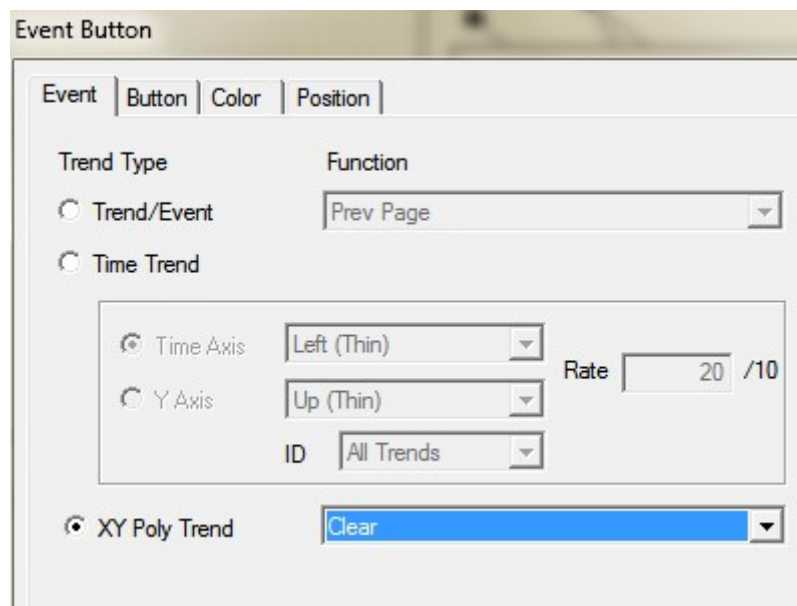 Event Button
Event Button Color Position
Trend Type Function
Trend/Event Prev Page
Time Trend
Time Axis Left (Thin)
Rate 20 /10
Y Axis Up (Thin)
ID All Trends
XY Poly Trend Clear